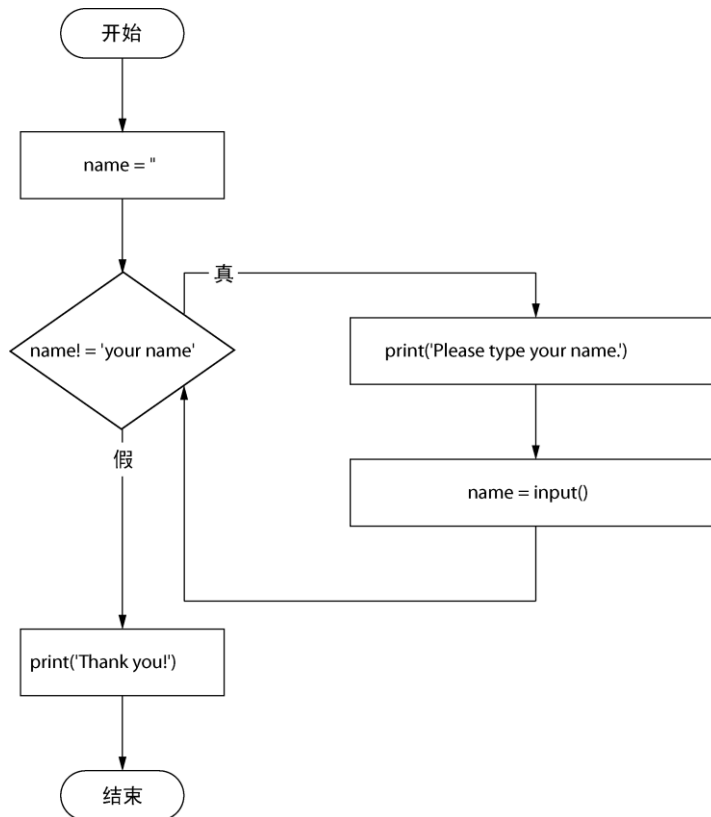 开始
name = ''
真
name! = 'your name'
print('Please type your name.')
假
name = input()
print('Thank you!')
结束